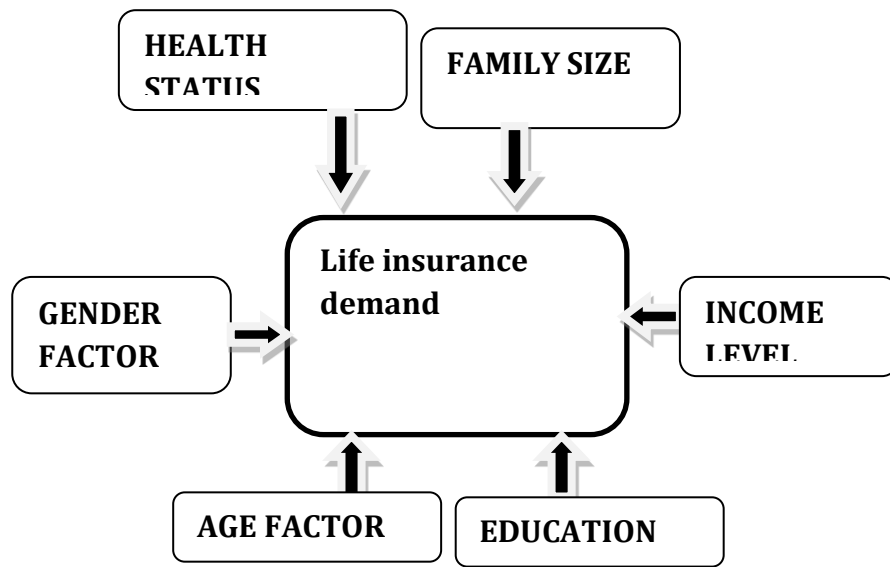 HEALTH
STATUS
FAMILY SIZE
Life insurance
demand
GENDER
FACTOR
INCOME
LEVEL
AGE FACTOR
EDUCATION